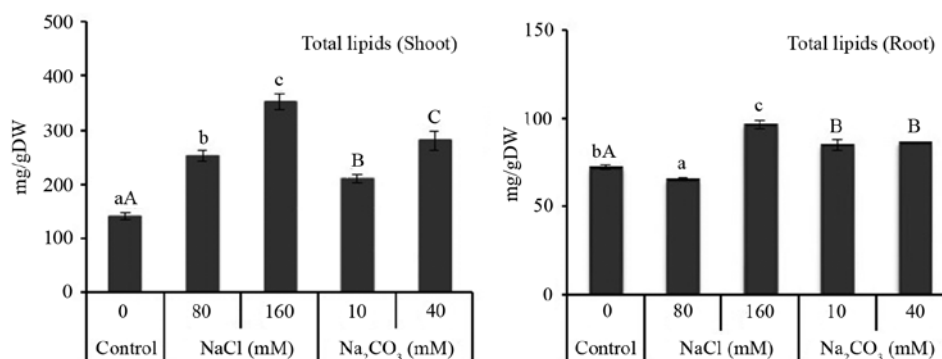 500
400
300
200
100
0
mg/gDW
Total lipids (Shoot)
aA
b
c
B
C
0 80 160 10 40
Control NaCl (mM) Na₂CO₃ (mM)
150
100
50
0
mg/gDW
Total lipids (Root)
bA
a
c
B
B
0 80 160 10 40
Control NaCl (mM) Na₂CO₃ (mM)